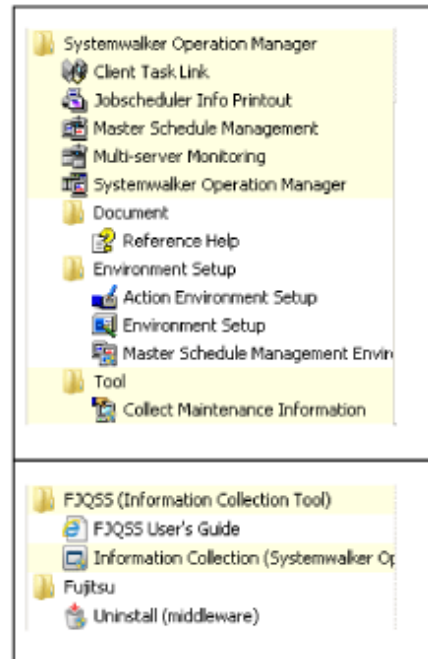 Systemwalker Operation Manager
Client Task Link
Jobscheduler Info Printout
Master Schedule Management
Multi-server Monitoring
Systemwalker Operation Manager
Document
Reference Help
Environment Setup
Action Environment Setup
Environment Setup
Master Schedule Management Envir
Tool
Collect Maintenance Information
FJQSS (Information Collection Tool)
FJQSS User's Guide
Information Collection (Systemwalker Op
Fujitsu
Uninstall (middleware)